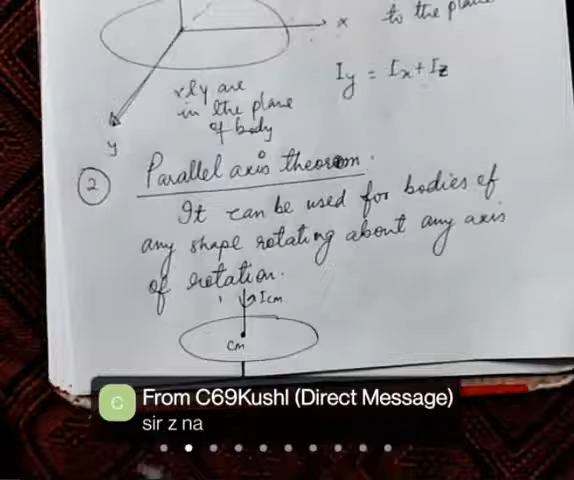 x
to the plane
Iy = Ix + Iz
x & y are
in the plane
of body
y
2 Parallel axis theorem.
It can be used for bodies of
any shape rotating about any axis
of rotation.
Icm
cm
C From C69Kushl (Direct Message)
sir z na